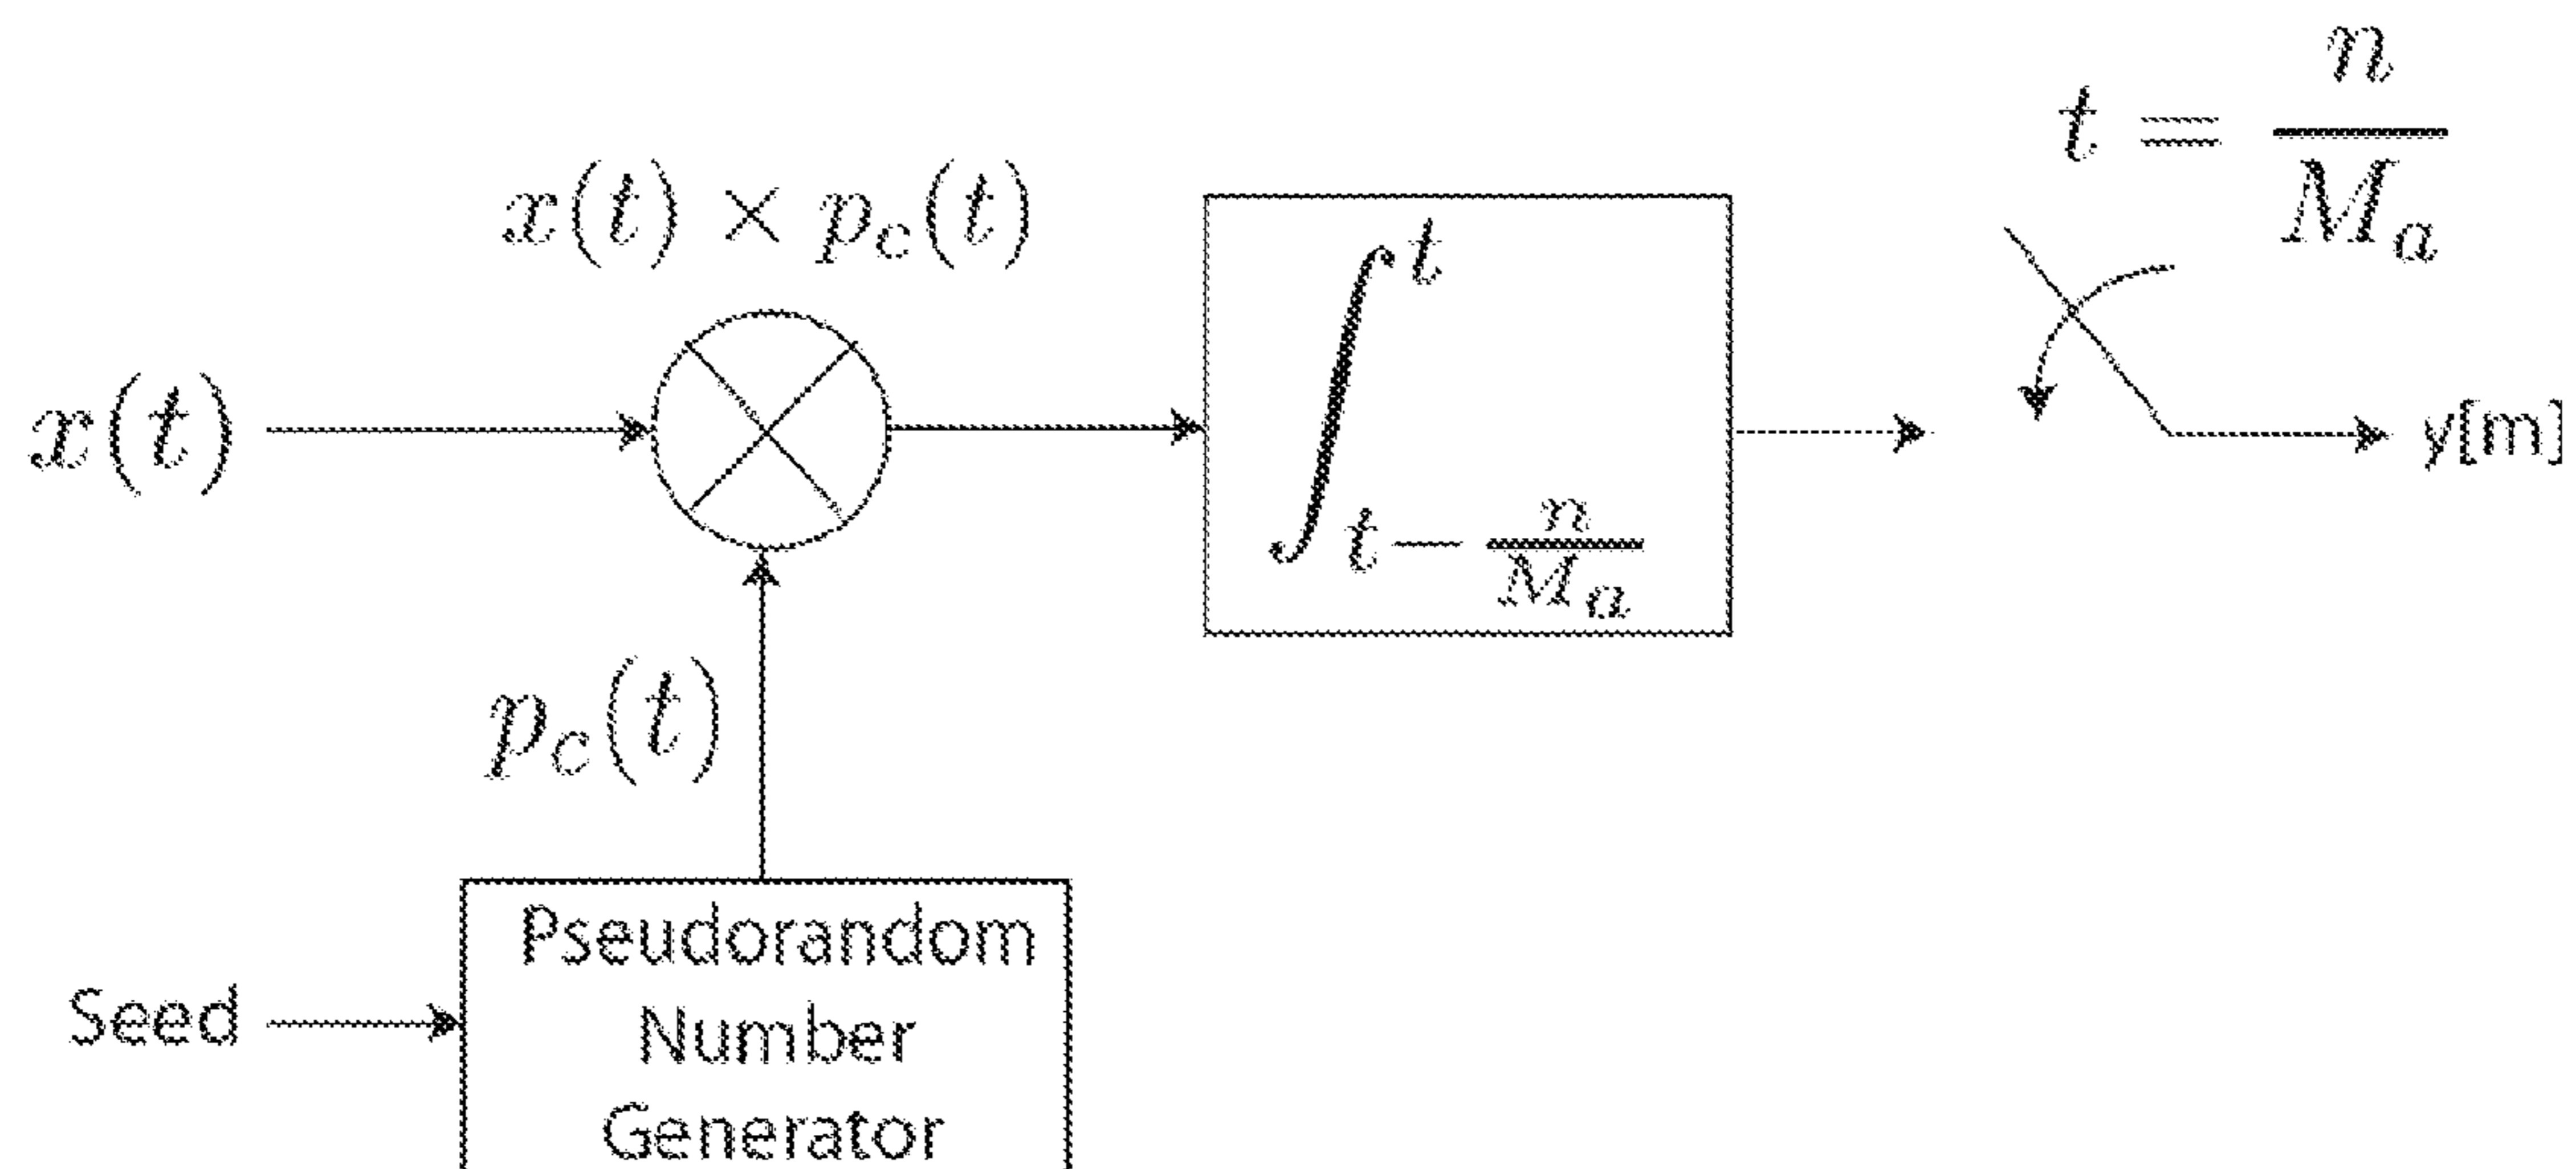 t = n/M_a
x(t) × p_c(t)
∫_{t - n/M_a}^t
x(t)
y[m]
p_c(t)
Pseudorandom
Number
Generator
Seed